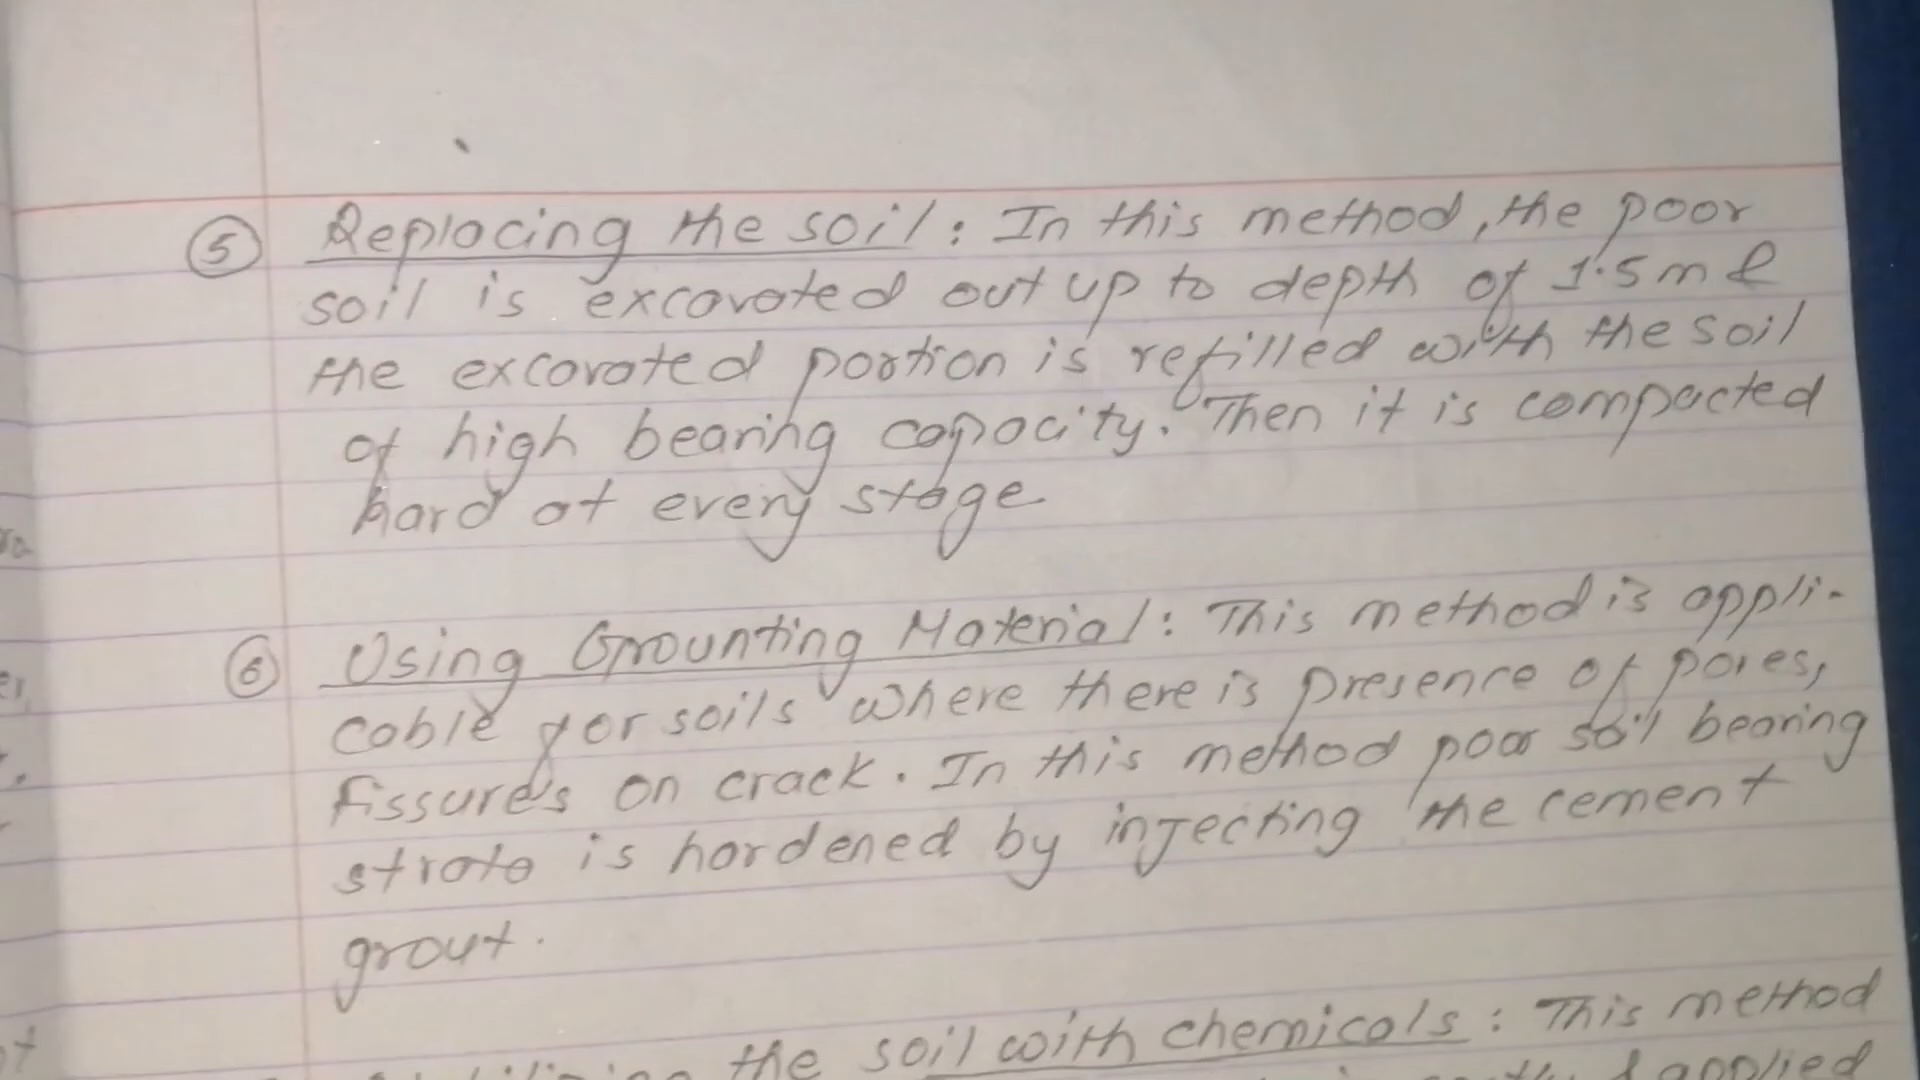 ⑤ Replacing the soil: In this method, the poor
soil is excavated out up to depth of 1.5m &
the excavated portion is refilled with the soil
of high bearing capacity. Then it is compacted
hard at every stage
⑥ Using Grounting Material: This method is appli-
cable for soils where there is presence of pores,
fissures on crack. In this method poor soil bearing
strata is hardened by injecting the cement
grout.
the soil with chemicals: This method
& applied